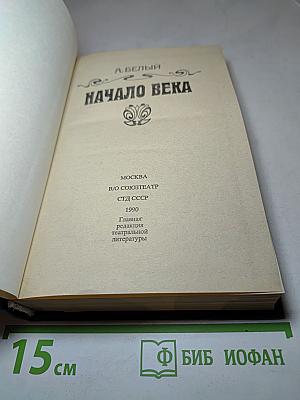 А. БЕЛЫЙ
НАЧАЛО ВЕКА
МОСКВА
В/О СОЮЗТЕАТР
СТД СССР
1990
Главная
редакция
театральной
литературы
15 см
Ф БИБ ИОФАН